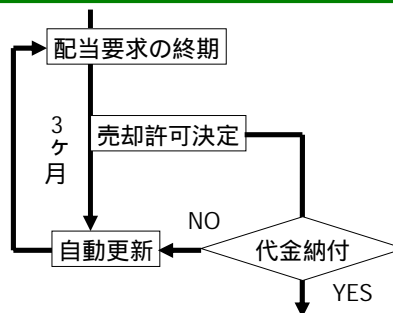 配当要求の終期
3ヶ月
売却許可決定
NO
自動更新
代金納付
YES